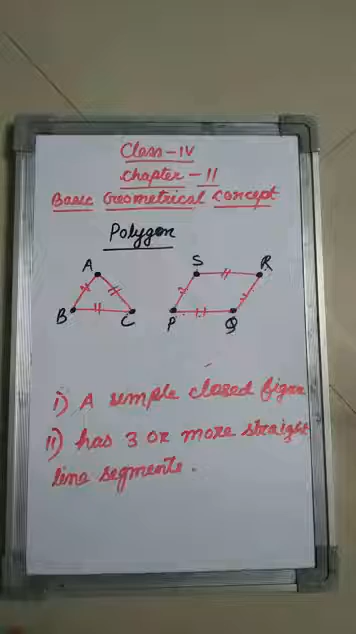 Class-IV
Chapter - 11
Basic Geometrical concept
Polygon
A
B
C
S
R
P
Q
i) A simple closed figure
ii) has 3 or more straight
line segments.